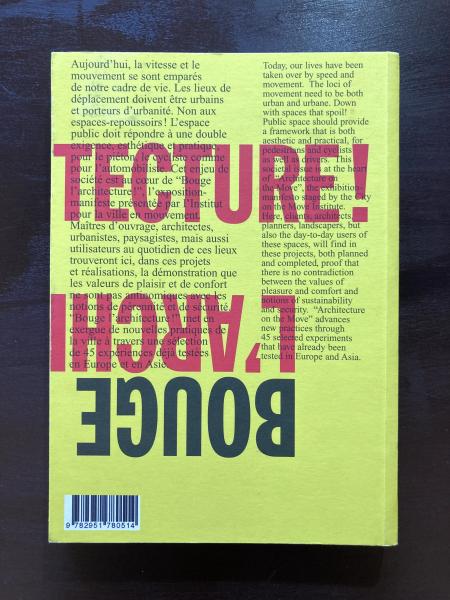 Aujourd'hui, la vitesse et le
mouvement se sont emparés
de notre cadre de vie. Les lieux de
déplacement doivent être urbains
et porteurs d'urbanité. Non aux
espaces-repoussoirs ! L'espace
public doit répondre à une double
exigence, esthétique et pratique,
pour le piéton, le cycliste comme
pour l'automobiliste. Cet enjeu de
société est au cœur de “Bouge
l'architecture !”, l'exposition-
manifeste présentée par l'Institut
pour la ville en mouvement.
Maîtres d'ouvrage, architectes,
urbanistes, paysagistes, mais aussi
utilisateurs au quotidien de ces lieux
trouveront ici, dans ces projets
et réalisations, la démonstration que
les valeurs de plaisir et de confort
ne sont pas antinomiques avec les
notions de pérennité et de sécurité.
“Bouge l'architecture !” met en
exergue de nouvelles pratiques de
la ville à travers une sélection
de 45 expériences déjà testées
en Europe et en Asie.
Today, our lives have been
taken over by speed and
movement. The loci of
movement need to be both
urban and urbane. Down
with spaces that spoil !
Public space should provide
a framework that is both
aesthetic and practical, for
pedestrians and cyclists
as well as drivers. This
societal issue is at the heart
of “Architecture on
the Move”, the exhibition-
manifesto staged by the City
on the Move Institute.
Here, clients, architects,
planners, landscapers, but
also the day-to-day users of
these spaces, will find in
these projects, both planned
and completed, proof that
there is no contradiction
between the values of
pleasure and comfort and
notions of sustainability
and security. “Architecture
on the Move” advances
new practices through
45 selected experiments
that have already been
tested in Europe and Asia.
BOUGE
L'ARCHI
TECTURE !
9 782951 780514